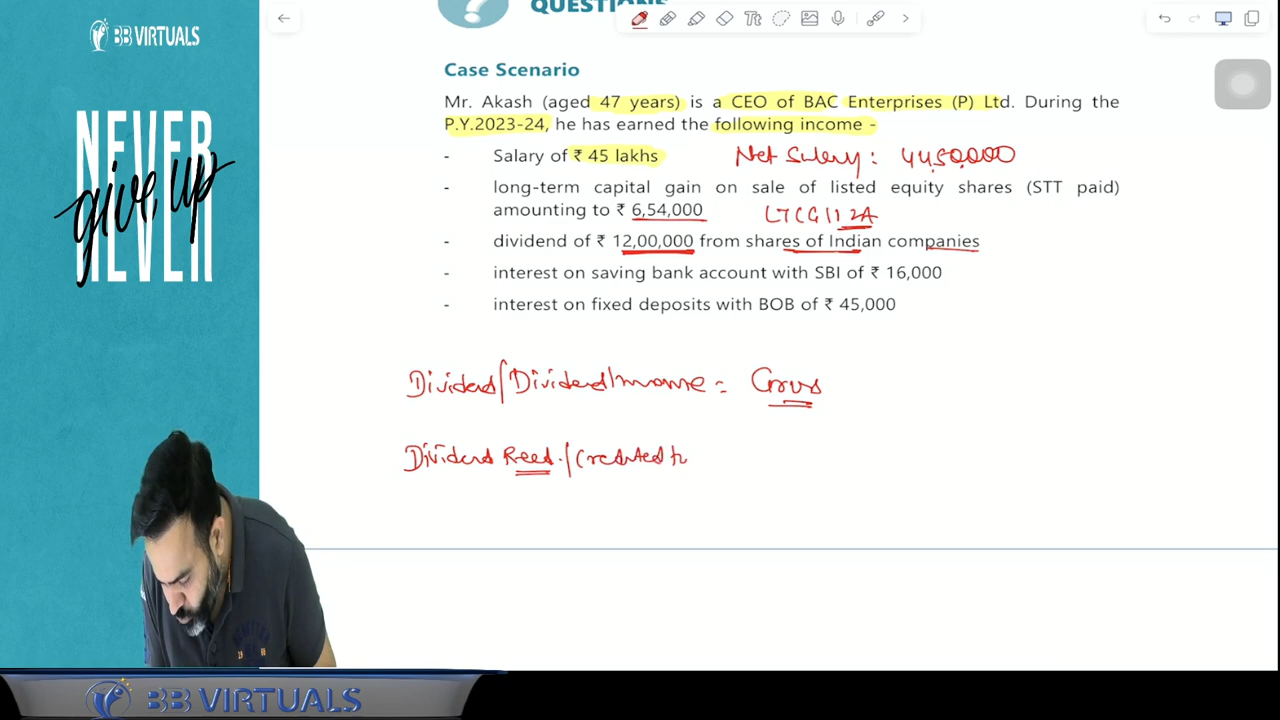 BB VIRTUALS
NEVER
give up
NEVER
QUESTIONS
Case Scenario
Mr. Akash (aged 47 years) is a CEO of BAC Enterprises (P) Ltd. During the
P.Y.2023-24, he has earned the following income -
- Salary of ₹ 45 lakhs Net Salary: 4450,000
- long-term capital gain on sale of listed equity shares (STT paid)
amounting to ₹ 6,54,000 LTCG 112A
- dividend of ₹ 12,00,000 from shares of Indian companies
- interest on saving bank account with SBI of ₹ 16,000
- interest on fixed deposits with BOB of ₹ 45,000
Dividend/Dividend Income = Gross
Dividend Recd./Credited to
BB VIRTUALS